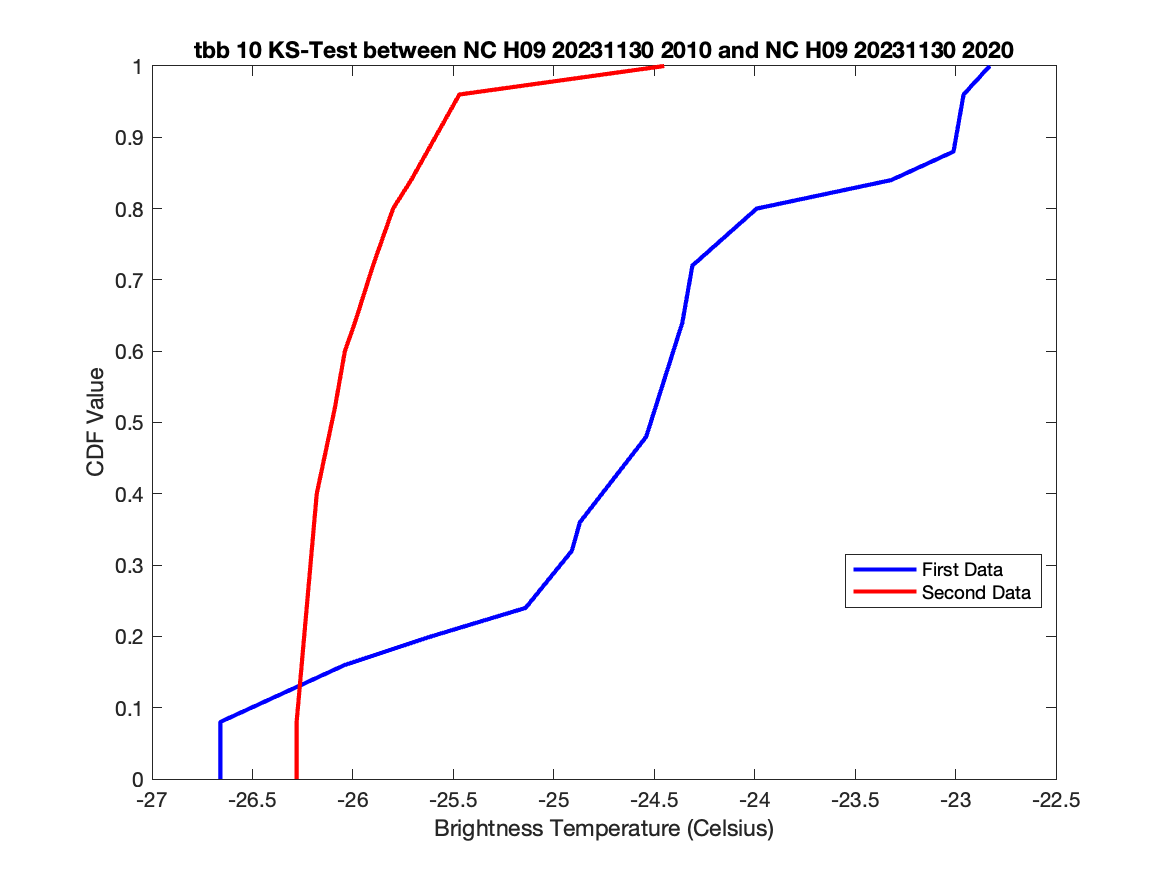 tbb 10 KS-Test between NC H09 20231130 2010 and NC H09 20231130 2020
1
0.9
0.8
0.7
0.6
0.5
0.4
0.3
0.2
0.1
0
CDF Value
First Data
Second Data
-27 -26.5 -26 -25.5 -25 -24.5 -24 -23.5 -23 -22.5
Brightness Temperature (Celsius)